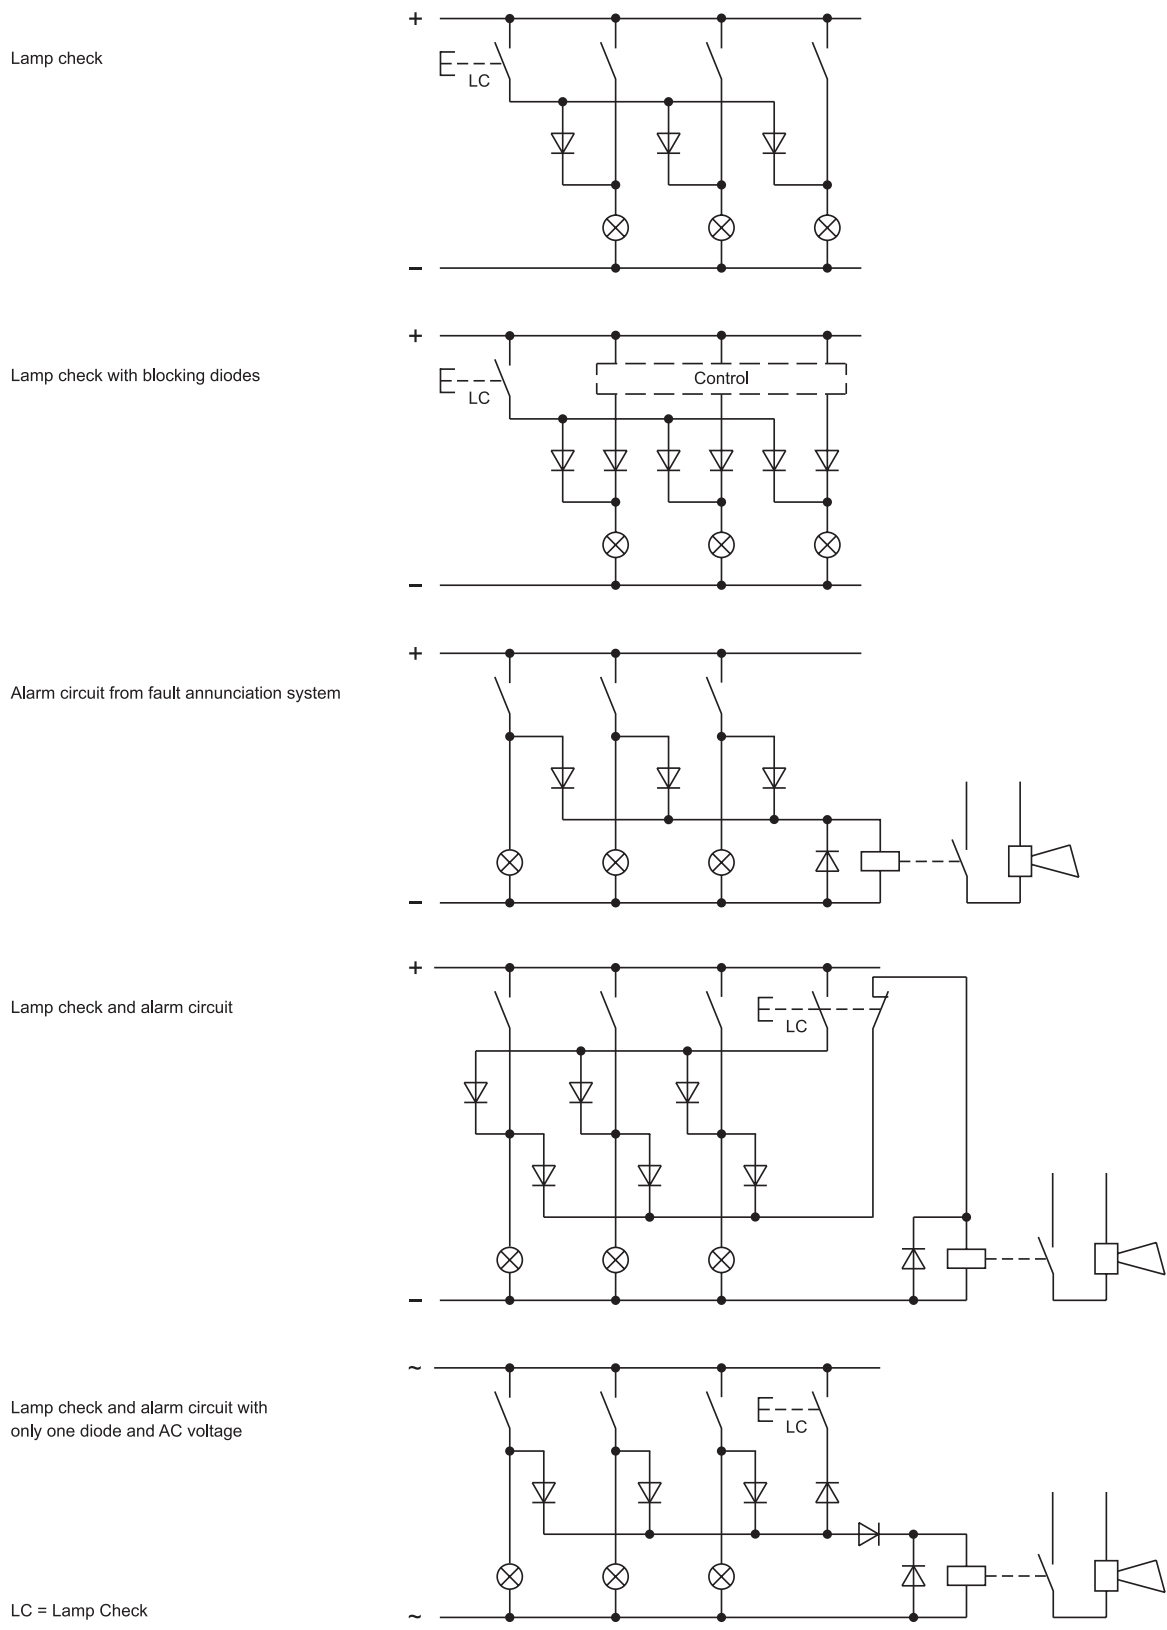 +
Lamp check
LC
–
+
Lamp check with blocking diodes
Control
LC
–
+
Alarm circuit from fault annunciation system
–
+
Lamp check and alarm circuit
LC
–
~
Lamp check and alarm circuit with
only one diode and AC voltage
LC
LC = Lamp Check
~